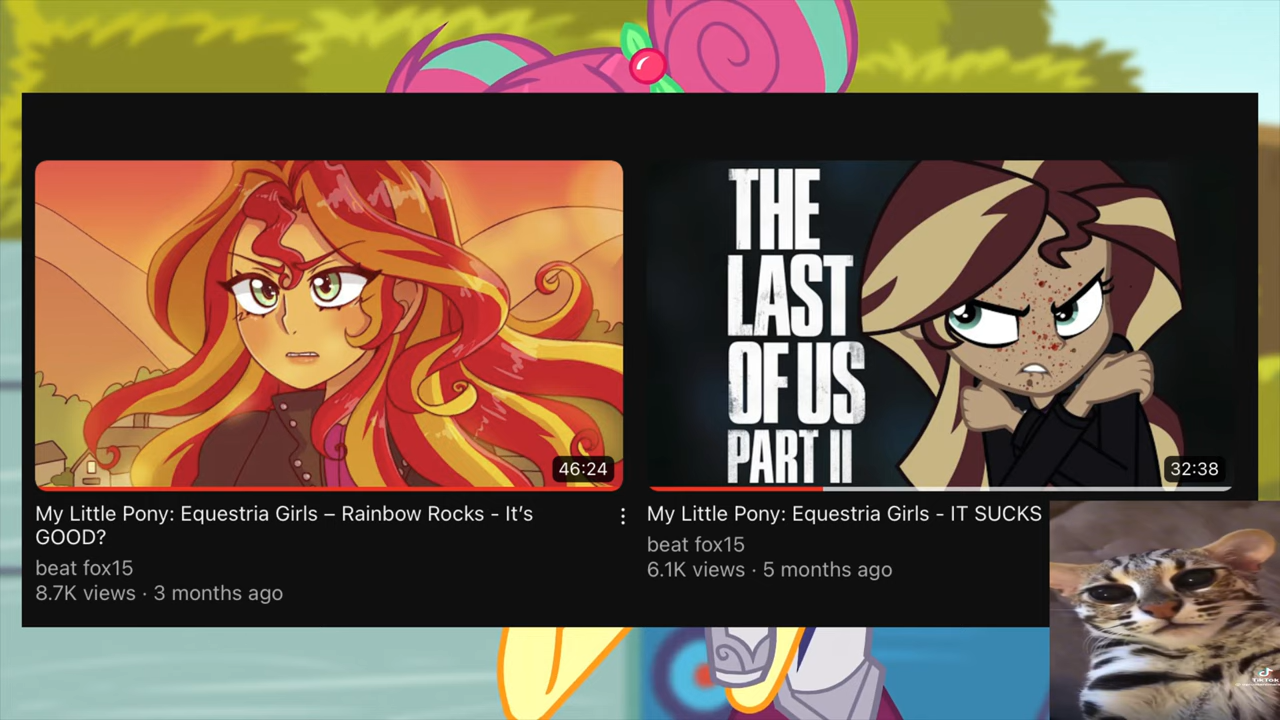 THE
LAST
OF US
PART II
46:24
32:38
My Little Pony: Equestria Girls – Rainbow Rocks - It’s
GOOD?
beat fox15
8.7K views · 3 months ago
My Little Pony: Equestria Girls - IT SUCKS
beat fox15
6.1K views · 5 months ago
TikTok